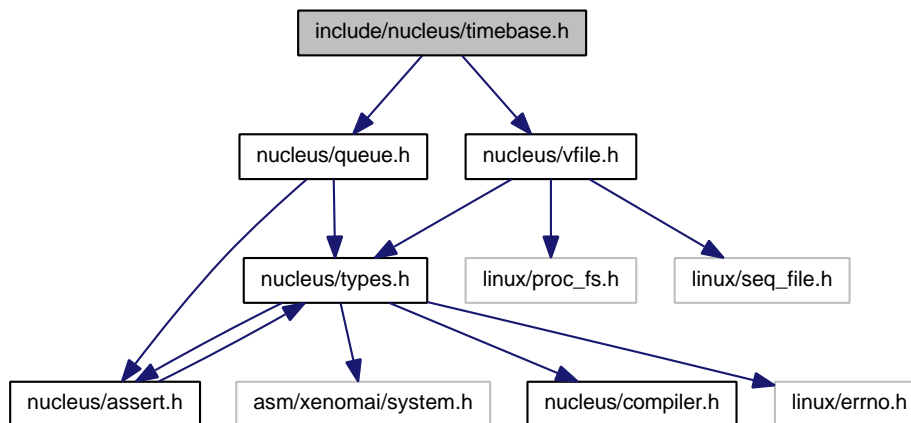 include/nucleus/timebase.h
nucleus/queue.h
nucleus/vfile.h
nucleus/types.h
linux/proc_fs.h
linux/seq_file.h
nucleus/assert.h
asm/xenomai/system.h
nucleus/compiler.h
linux/errno.h